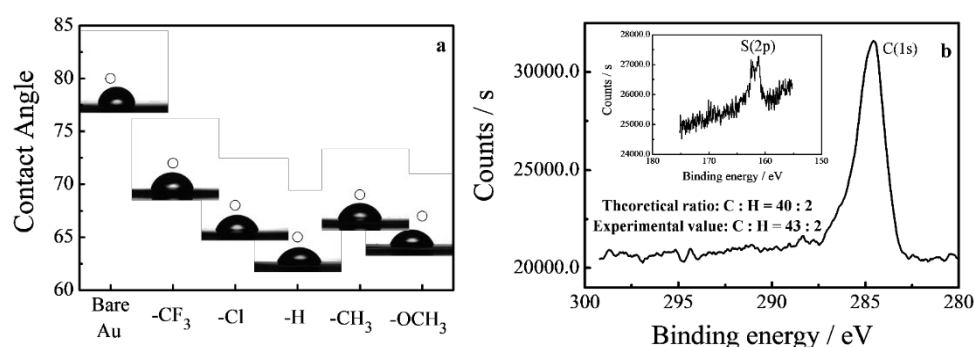 a
85
80
75
70
65
60
Contact Angle
Bare Au
-CF₃
-Cl
-H
-CH₃
-OCH₃
b
C(1s)
30000.0
25000.0
20000.0
Counts / s
300
295
290
285
280
Binding energy / eV
S(2p)
28000.0
27000.0
26000.0
25000.0
24000.0
Counts / s
180
170
160
150
Binding energy / eV
Theoretical ratio: C : H = 40 : 2
Experimental value: C : H = 43 : 2